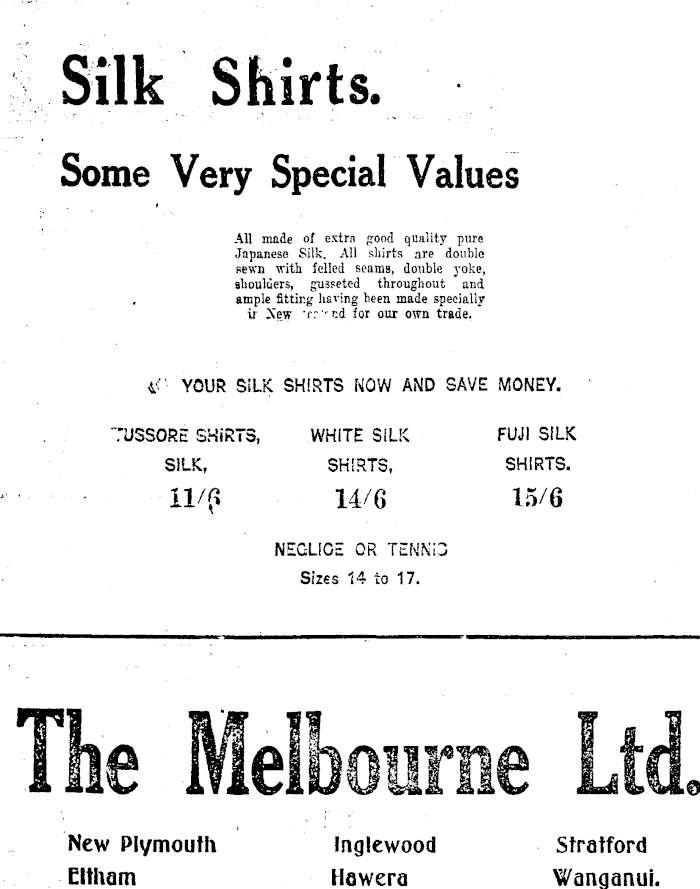 Silk Shirts.
Some Very Special Values
All made of extra good quality pure
Japanese Silk. All shirts are double
sewn with felled seams, double yoke,
shoulders, gusseted throughout and
ample fitting having been made specially
New for our own trade.
YOUR SILK SHIRTS NOW AND SAVE MONEY.
TUSSORE SHIRTS, WHITE SILK FUJI SILK
SILK, SHIRTS, SHIRTS.
11/6 14/6 15/6
NEGLIGE OR TENNIS
Sizes 14 to 17.
The Melbourne Ltd.
New Plymouth Inglewood Stratford
Eltham Hawera Wanganui.